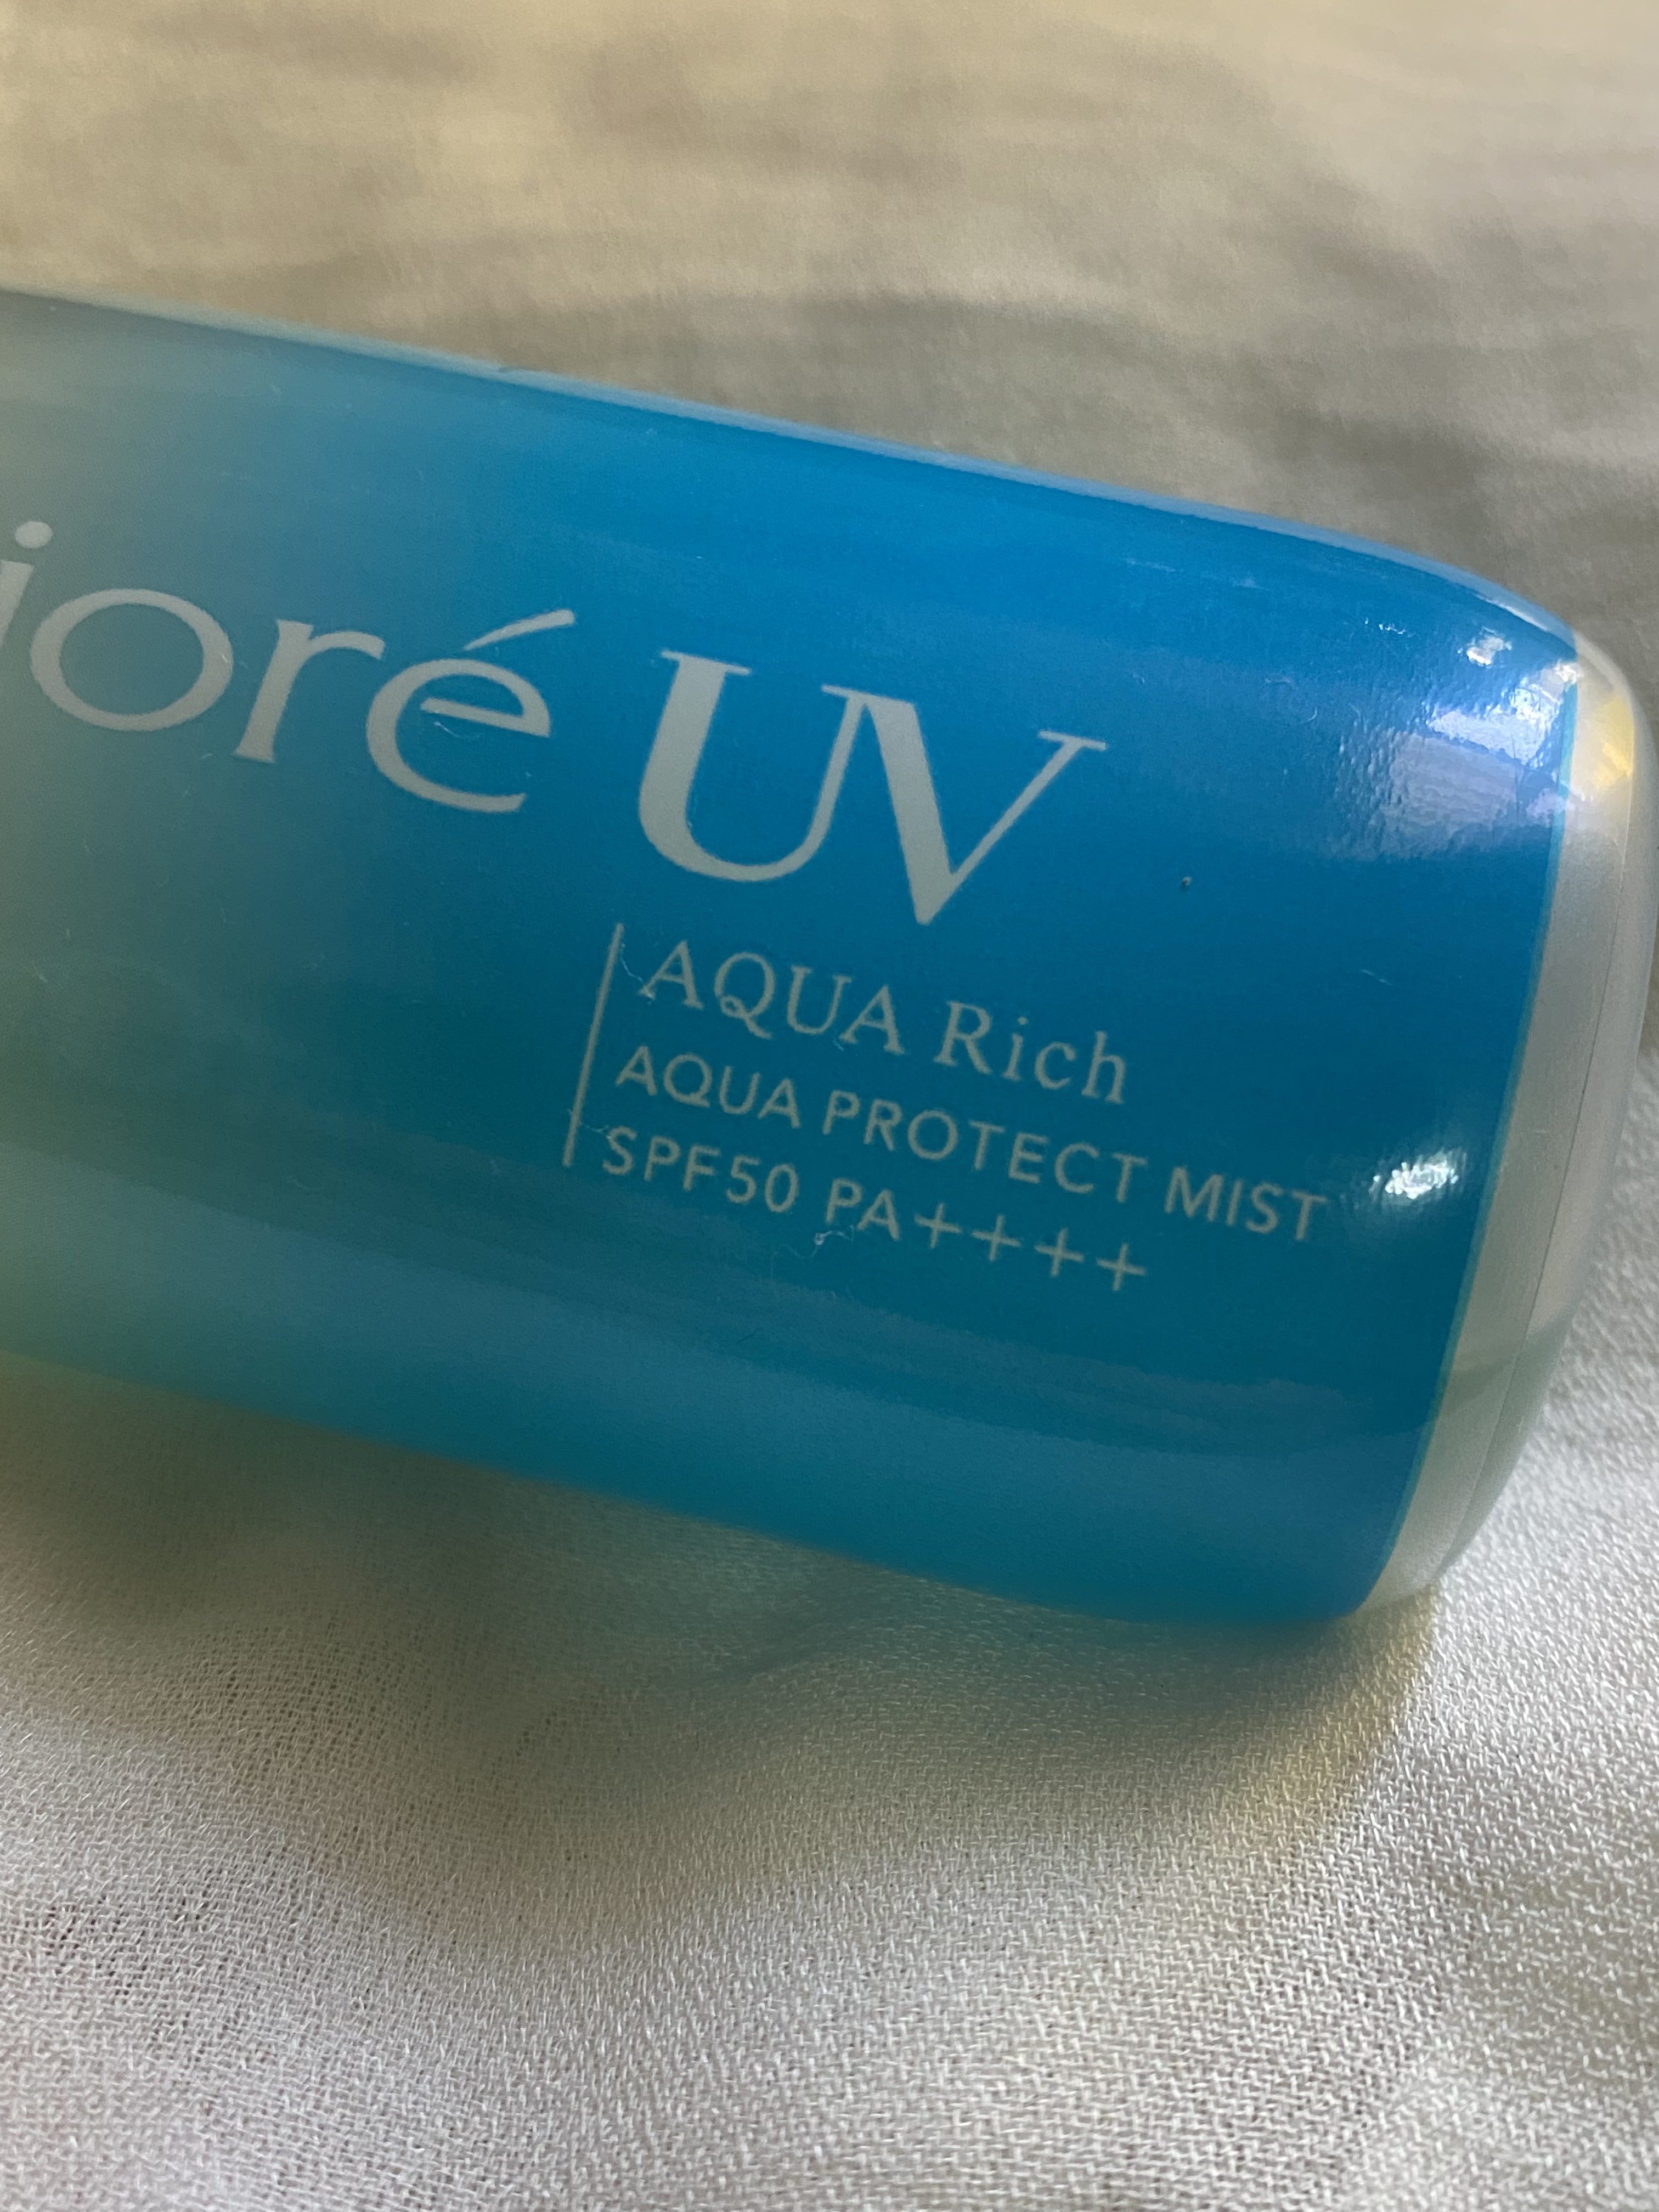 ioré UV
AQUA Rich
AQUA PROTECT MIST
SPF50 PA++++